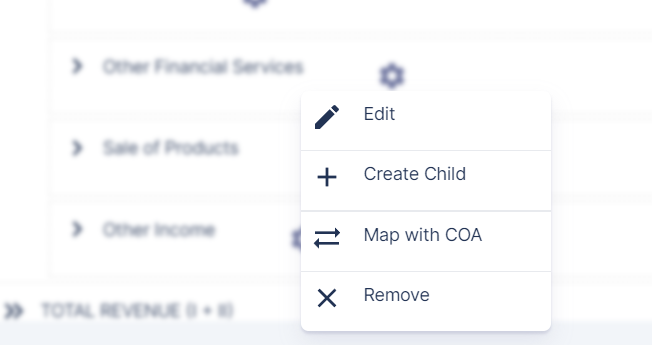 Other Financial Services
Edit
Create Child
Sale of Products
Map with COA
Other Income
Remove
TOTAL REVENUE (I + II)